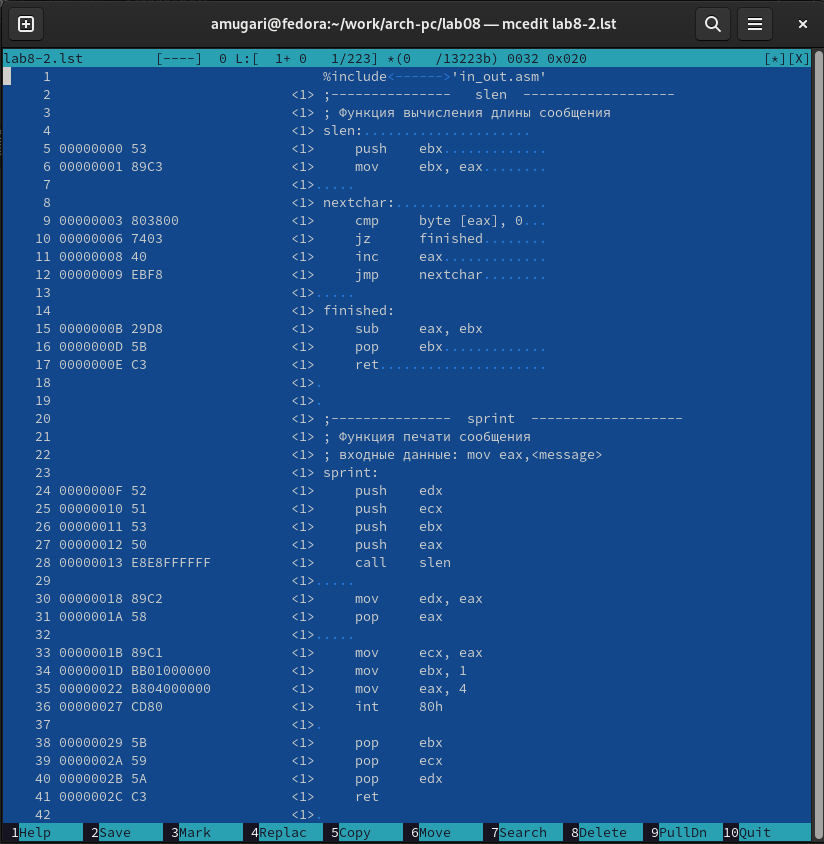 amugari@fedora:~/work/arch-pc/lab08 — mcedit lab8-2.lst
lab8-2.lst [----] 0 L:[ 1+ 0 1/223] *(0 /13223b) 0032 0x020 [*][X]
1 %include<------>'in_out.asm'
2 <1> ;--------------- slen -------------------
3 <1> ; Функция вычисления длины сообщения
4 <1> slen:.....................
5 00000000 53 <1> push ebx.............
6 00000001 89C3 <1> mov ebx, eax........
7 <1>.....
8 <1> nextchar:...................
9 00000003 803800 <1> cmp byte [eax], 0...
10 00000006 7403 <1> jz finished........
11 00000008 40 <1> inc eax.............
12 00000009 EBF8 <1> jmp nextchar........
13 <1>.....
14 <1> finished:
15 0000000B 29D8 <1> sub eax, ebx
16 0000000D 5B <1> pop ebx.............
17 0000000E C3 <1> ret.....................
18 <1>.
19 <1>.
20 <1> ;--------------- sprint -------------------
21 <1> ; Функция печати сообщения
22 <1> ; входные данные: mov eax,<message>
23 <1> sprint:
24 0000000F 52 <1> push edx
25 00000010 51 <1> push ecx
26 00000011 53 <1> push ebx
27 00000012 50 <1> push eax
28 00000013 E8E8FFFFFF <1> call slen
29 <1>.....
30 00000018 89C2 <1> mov edx, eax
31 0000001A 58 <1> pop eax
32 <1>.....
33 0000001B 89C1 <1> mov ecx, eax
34 0000001D BB01000000 <1> mov ebx, 1
35 00000022 B804000000 <1> mov eax, 4
36 00000027 CD80 <1> int 80h
37 <1>.
38 00000029 5B <1> pop ebx
39 0000002A 59 <1> pop ecx
40 0000002B 5A <1> pop edx
41 0000002C C3 <1> ret
42 <1>.
1Help 2Save 3Mark 4Replac 5Copy 6Move 7Search 8Delete 9PullDn 10Quit